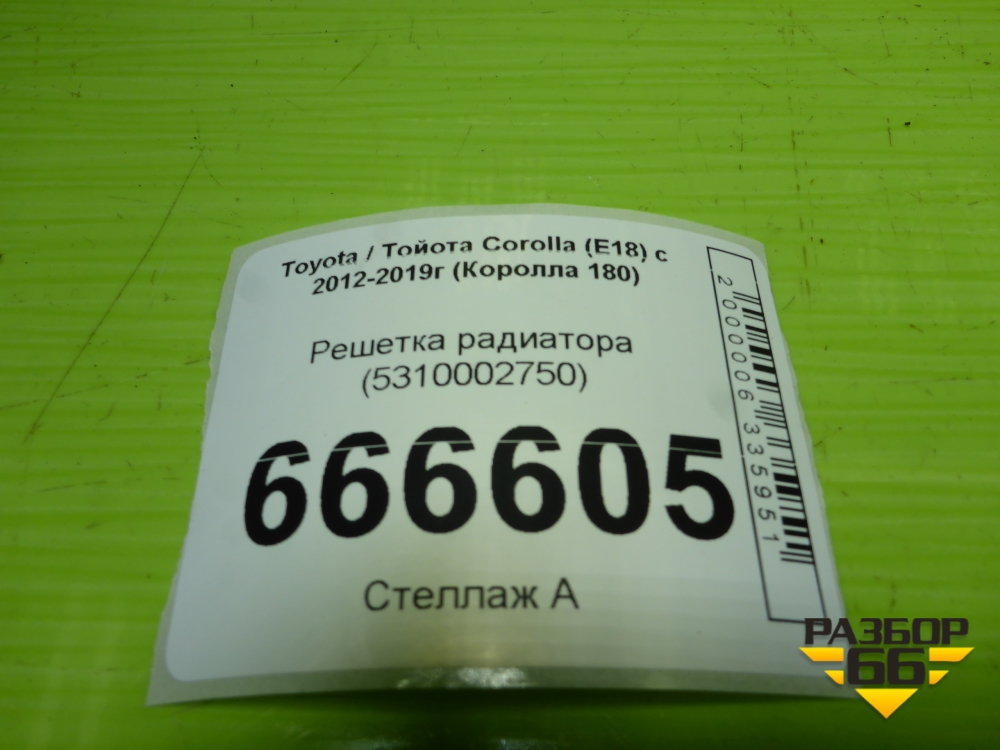 Toyota / Тойота Corolla (E18) с
2012-2019г (Королла 180)
Решетка радиатора
(5310002750)
666605
Стеллаж А
2000006335951
РАЗБОР
66